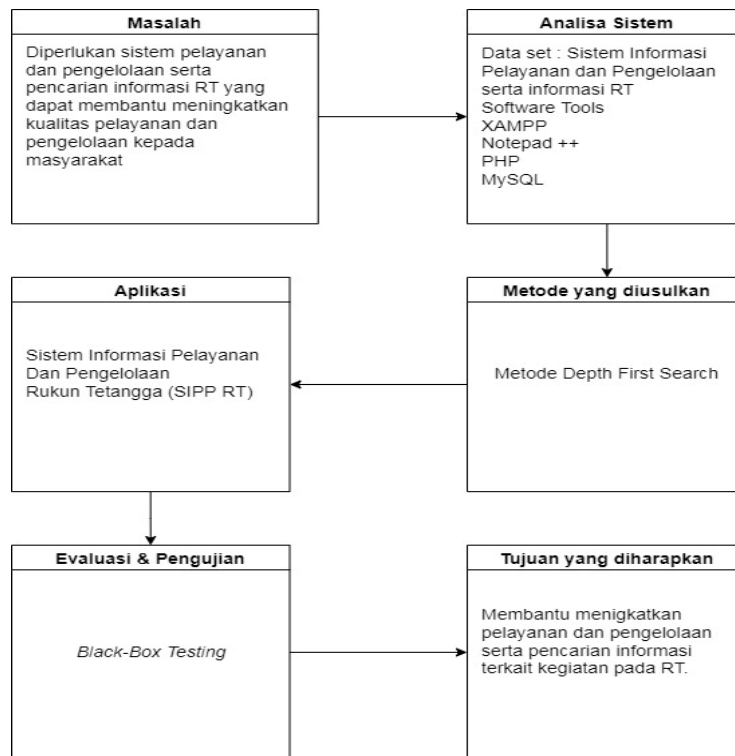 Masalah
Diperlukan sistem pelayanan
dan pengelolaan serta
pencarian informasi RT yang
dapat membantu meningkatkan
kualitas pelayanan dan
pengelolaan kepada
masyarakat
Analisa Sistem
Data set : Sistem Informasi
Pelayanan dan Pengelolaan
serta informasi RT
Software Tools
XAMPP
Notepad ++
PHP
MySQL
Metode yang diusulkan
Metode Depth First Search
Aplikasi
Sistem Informasi Pelayanan
Dan Pengelolaan
Rukun Tetangga (SIPP RT)
Evaluasi & Pengujian
Black-Box Testing
Tujuan yang diharapkan
Membantu menigkatkan
pelayanan dan pengelolaan
serta pencarian informasi
terkait kegiatan pada RT.